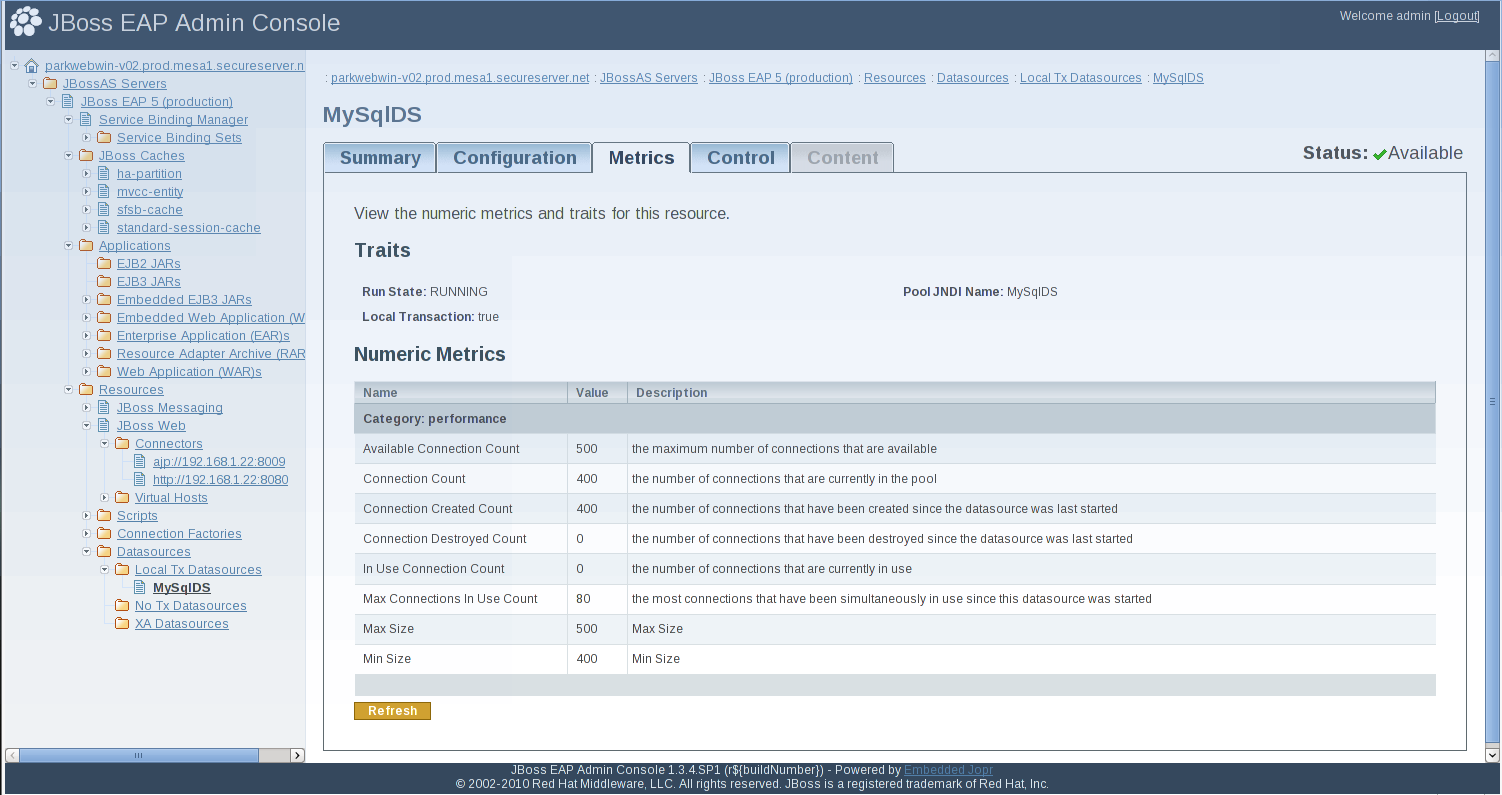 JBoss EAP Admin Console
Welcome admin [Logout]
parkwebwin-v02.prod.mesa1.secureserver.n
JBossAS Servers
JBoss EAP 5 (production)
Service Binding Manager
Service Binding Sets
JBoss Caches
ha-partition
mvcc-entity
sfsb-cache
standard-session-cache
Applications
EJB2 JARs
EJB3 JARs
Embedded EJB3 JARs
Embedded Web Application (W
Enterprise Application (EAR)s
Resource Adapter Archive (RAR
Web Application (WAR)s
Resources
JBoss Messaging
JBoss Web
Connectors
ajp://192.168.1.22:8009
http://192.168.1.22:8080
Virtual Hosts
Scripts
Connection Factories
Datasources
Local Tx Datasources
MySqlDS
No Tx Datasources
XA Datasources
: parkwebwin-v02.prod.mesa1.secureserver.net : JBossAS Servers : JBoss EAP 5 (production) : Resources : Datasources : Local Tx Datasources : MySqlDS
MySqlDS
Summary Configuration Metrics Control Content
Status: Available
View the numeric metrics and traits for this resource.
Traits
Run State: RUNNING Pool JNDI Name: MySqlDS
Local Transaction: true
Numeric Metrics
Name Value Description
Category: performance
Available Connection Count 500 the maximum number of connections that are available
Connection Count 400 the number of connections that are currently in the pool
Connection Created Count 400 the number of connections that have been created since the datasource was last started
Connection Destroyed Count 0 the number of connections that have been destroyed since the datasource was last started
In Use Connection Count 0 the number of connections that are currently in use
Max Connections In Use Count 80 the most connections that have been simultaneously in use since this datasource was started
Max Size 500 Max Size
Min Size 400 Min Size
Refresh
JBoss EAP Admin Console 1.3.4.SP1 (r${buildNumber}) - Powered by Embedded Jopr
© 2002-2010 Red Hat Middleware, LLC. All rights reserved. JBoss is a registered trademark of Red Hat, Inc.